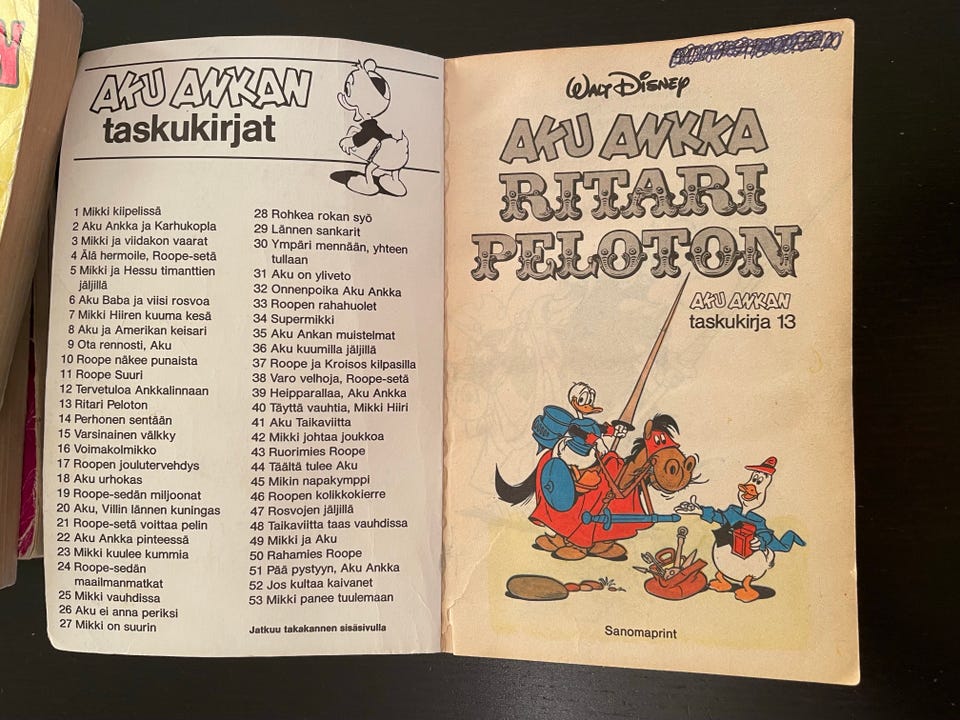 AKU ANKAN
taskukirjat
1 Mikki kiipelissä
2 Aku Ankka ja Karhukopla
3 Mikki ja viidakon vaarat
4 Älä hermoile, Roope-setä
5 Mikki ja Hessu timanttien
jäljillä
6 Aku Baba ja viisi rosvoa
7 Mikki Hiiren kuuma kesä
8 Aku ja Amerikan keisari
9 Ota rennosti, Aku
10 Roope näkee punaista
11 Roope Suuri
12 Tervetuloa Ankkalinnaan
13 Ritari Peloton
14 Perhonen sentään
15 Varsinainen välkky
16 Voimakolmikko
17 Roopen joulutervehdys
18 Aku urhokas
19 Roope-sedän miljoonat
20 Aku, Villin lännen kuningas
21 Roope-setä voittaa pelin
22 Aku Ankka pinteessä
23 Mikki kuulee kummia
24 Roope-sedän
maailmanmatkat
25 Mikki vauhdissa
26 Aku ei anna periksi
27 Mikki on suurin
28 Rohkea rokan syö
29 Lännen sankarit
30 Ympäri mennään, yhteen
tullaan
31 Aku on yliveto
32 Onnenpoika Aku Ankka
33 Roopen rahahuolet
34 Supermikki
35 Aku Ankan muistelmat
36 Aku kuumilla jäljillä
37 Roope ja Kroisos kilpasilla
38 Varo velhoja, Roope-setä
39 Heipparallaa, Aku Ankka
40 Täyttä vauhtia, Mikki Hiiri
41 Aku Taikaviitta
42 Mikki johtaa joukkoa
43 Ruorimies Roope
44 Täältä tulee Aku
45 Mikin napakymppi
46 Roopen kolikkokierre
47 Rosvojen jäljillä
48 Taikaviitta taas vauhdissa
49 Mikki ja Aku
50 Rahamies Roope
51 Pää pystyyn, Aku Ankka
52 Jos kultaa kaivanet
53 Mikki panee tuulemaan
Jatkuu takakannen sisäsivulla
WALT DISNEY
AKU ANKKA
RITARI
PELOTON
AKU ANKAN
taskukirja 13
Sanomaprint